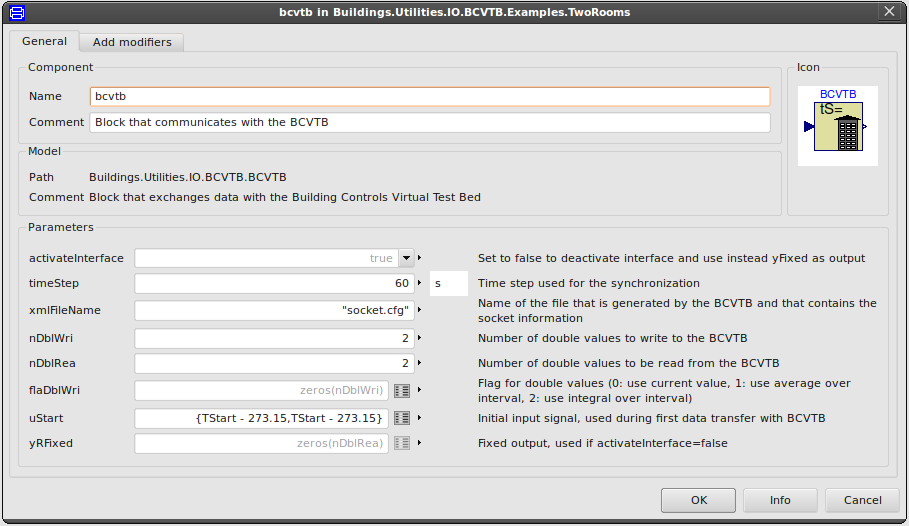 bcvtb in Buildings.Utilities.IO.BCVTB.Examples.TwoRooms
General Add modifiers
Component
Name bcvtb
Comment Block that communicates with the BCVTB
Icon
BCVTB
tS=
Model
Path Buildings.Utilities.IO.BCVTB.BCVTB
Comment Block that exchanges data with the Building Controls Virtual Test Bed
Parameters
activateInterface true Set to false to deactivate interface and use instead yFixed as output
timeStep 60 s Time step used for the synchronization
xmlFileName "socket.cfg" Name of the file that is generated by the BCVTB and that contains the
socket information
nDblWri 2 Number of double values to write to the BCVTB
nDblRea 2 Number of double values to be read from the BCVTB
flaDblWri zeros(nDblWri) Flag for double values (0: use current value, 1: use average over
interval, 2: use integral over interval)
uStart {TStart - 273.15,TStart - 273.15} Initial input signal, used during first data transfer with BCVTB
yRFixed zeros(nDblRea) Fixed output, used if activateInterface=false
OK Info Cancel